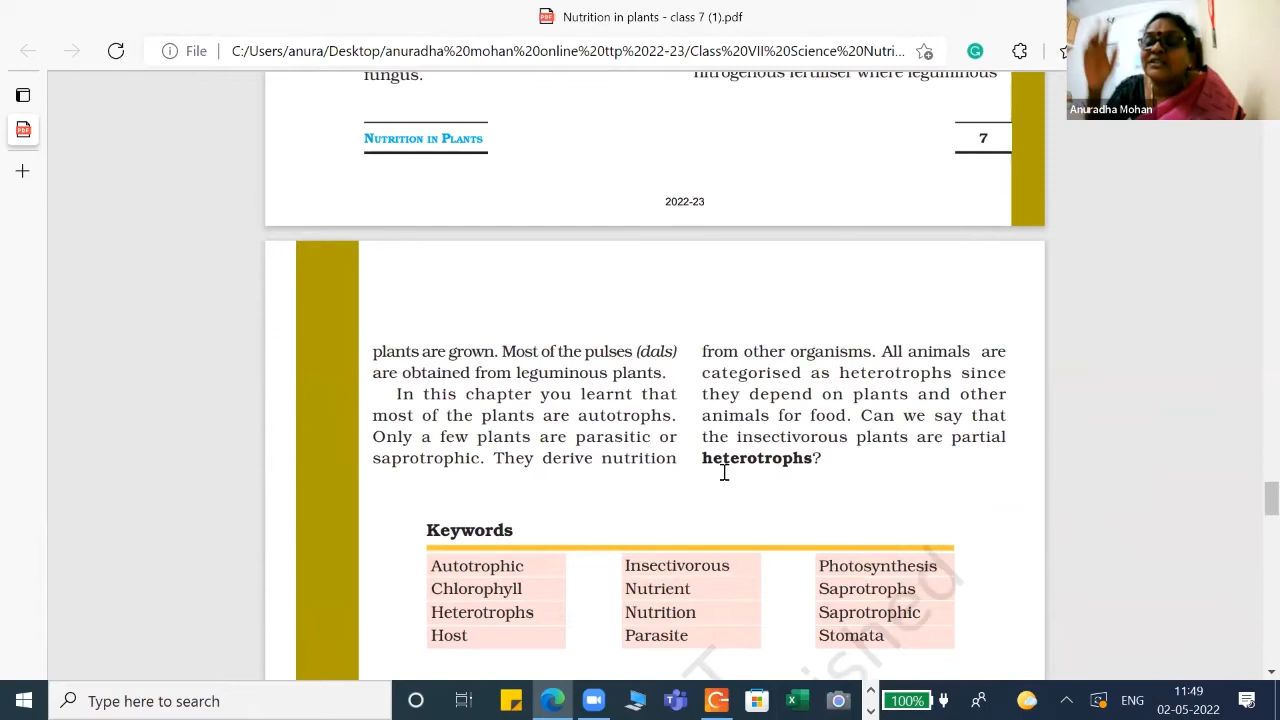 Nutrition in plants - class 7 (1).pdf
File
C:/Users/anura/Desktop/anuradha%20mohan%20online%20ttp%2022-23/Class%20VII%20Science%20Nutri...
Anuradha Mohan
fungus.
nitrogenous fertiliser where leguminous
NUTRITION IN PLANTS
7
2022-23
plants are grown. Most of the pulses (dals)
are obtained from leguminous plants.
In this chapter you learnt that
most of the plants are autotrophs.
Only a few plants are parasitic or
saprotrophic. They derive nutrition
from other organisms. All animals are
categorised as heterotrophs since
they depend on plants and other
animals for food. Can we say that
the insectivorous plants are partial
heterotrophs?
Keywords
Autotrophic
Chlorophyll
Heterotrophs
Host
Insectivorous
Nutrient
Nutrition
Parasite
Photosynthesis
Saprotrophs
Saprotrophic
Stomata
Type here to search
100%
ENG
11:49
02-05-2022